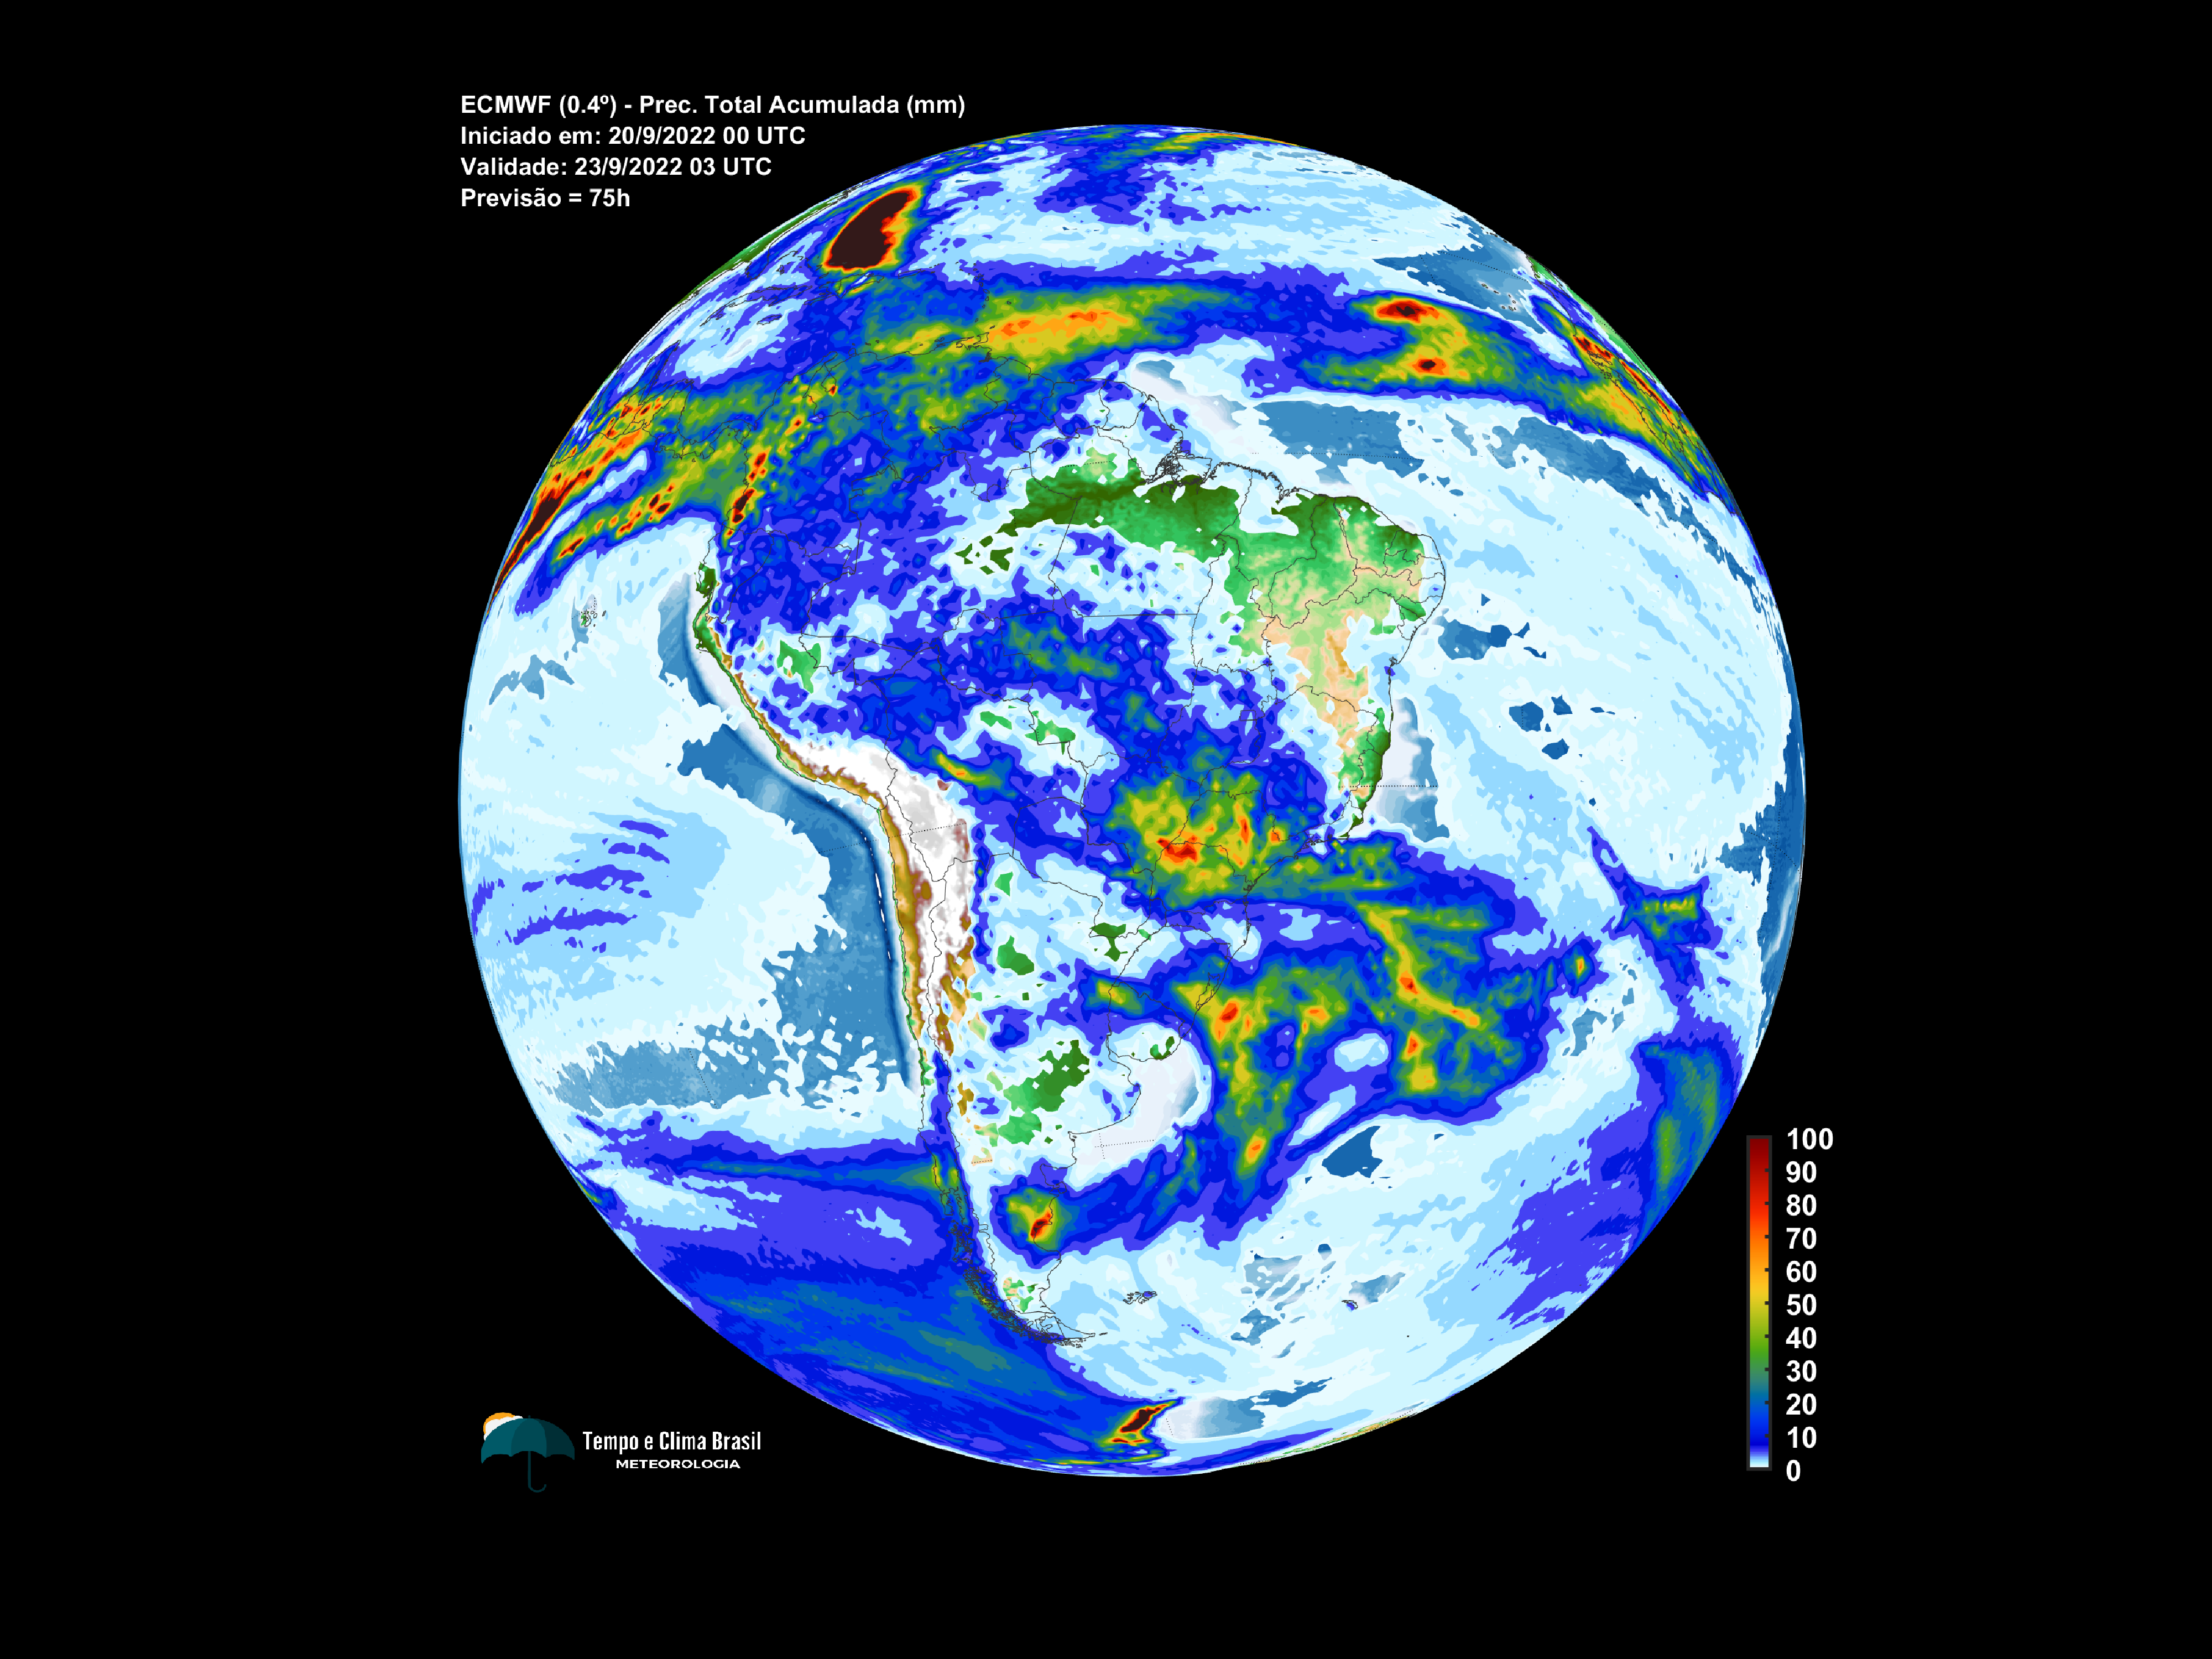 ECMWF (0.4º) - Prec. Total Acumulada (mm)
Iniciado em: 20/9/2022 00 UTC
Validade: 23/9/2022 03 UTC
Previsão = 75h
100
90
80
70
60
50
40
30
20
10
0
Tempo e Clima Brasil
METEOROLOGIA